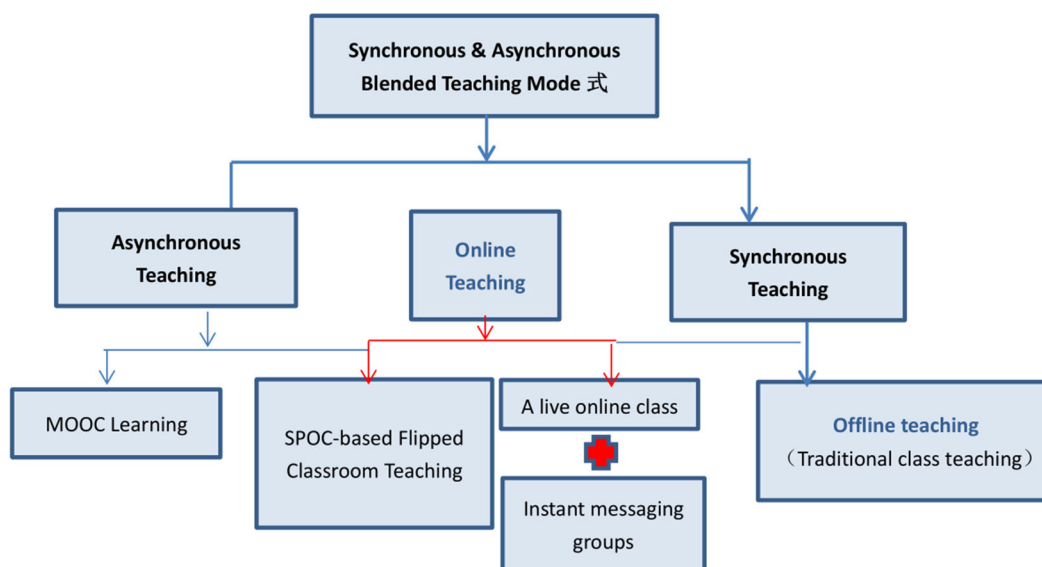 Synchronous & Asynchronous
Blended Teaching Mode 式
Asynchronous
Teaching
Online
Teaching
Synchronous
Teaching
MOOC Learning
SPOC-based Flipped
Classroom Teaching
A live online class
Instant messaging
groups
Offline teaching
（Traditional class teaching）